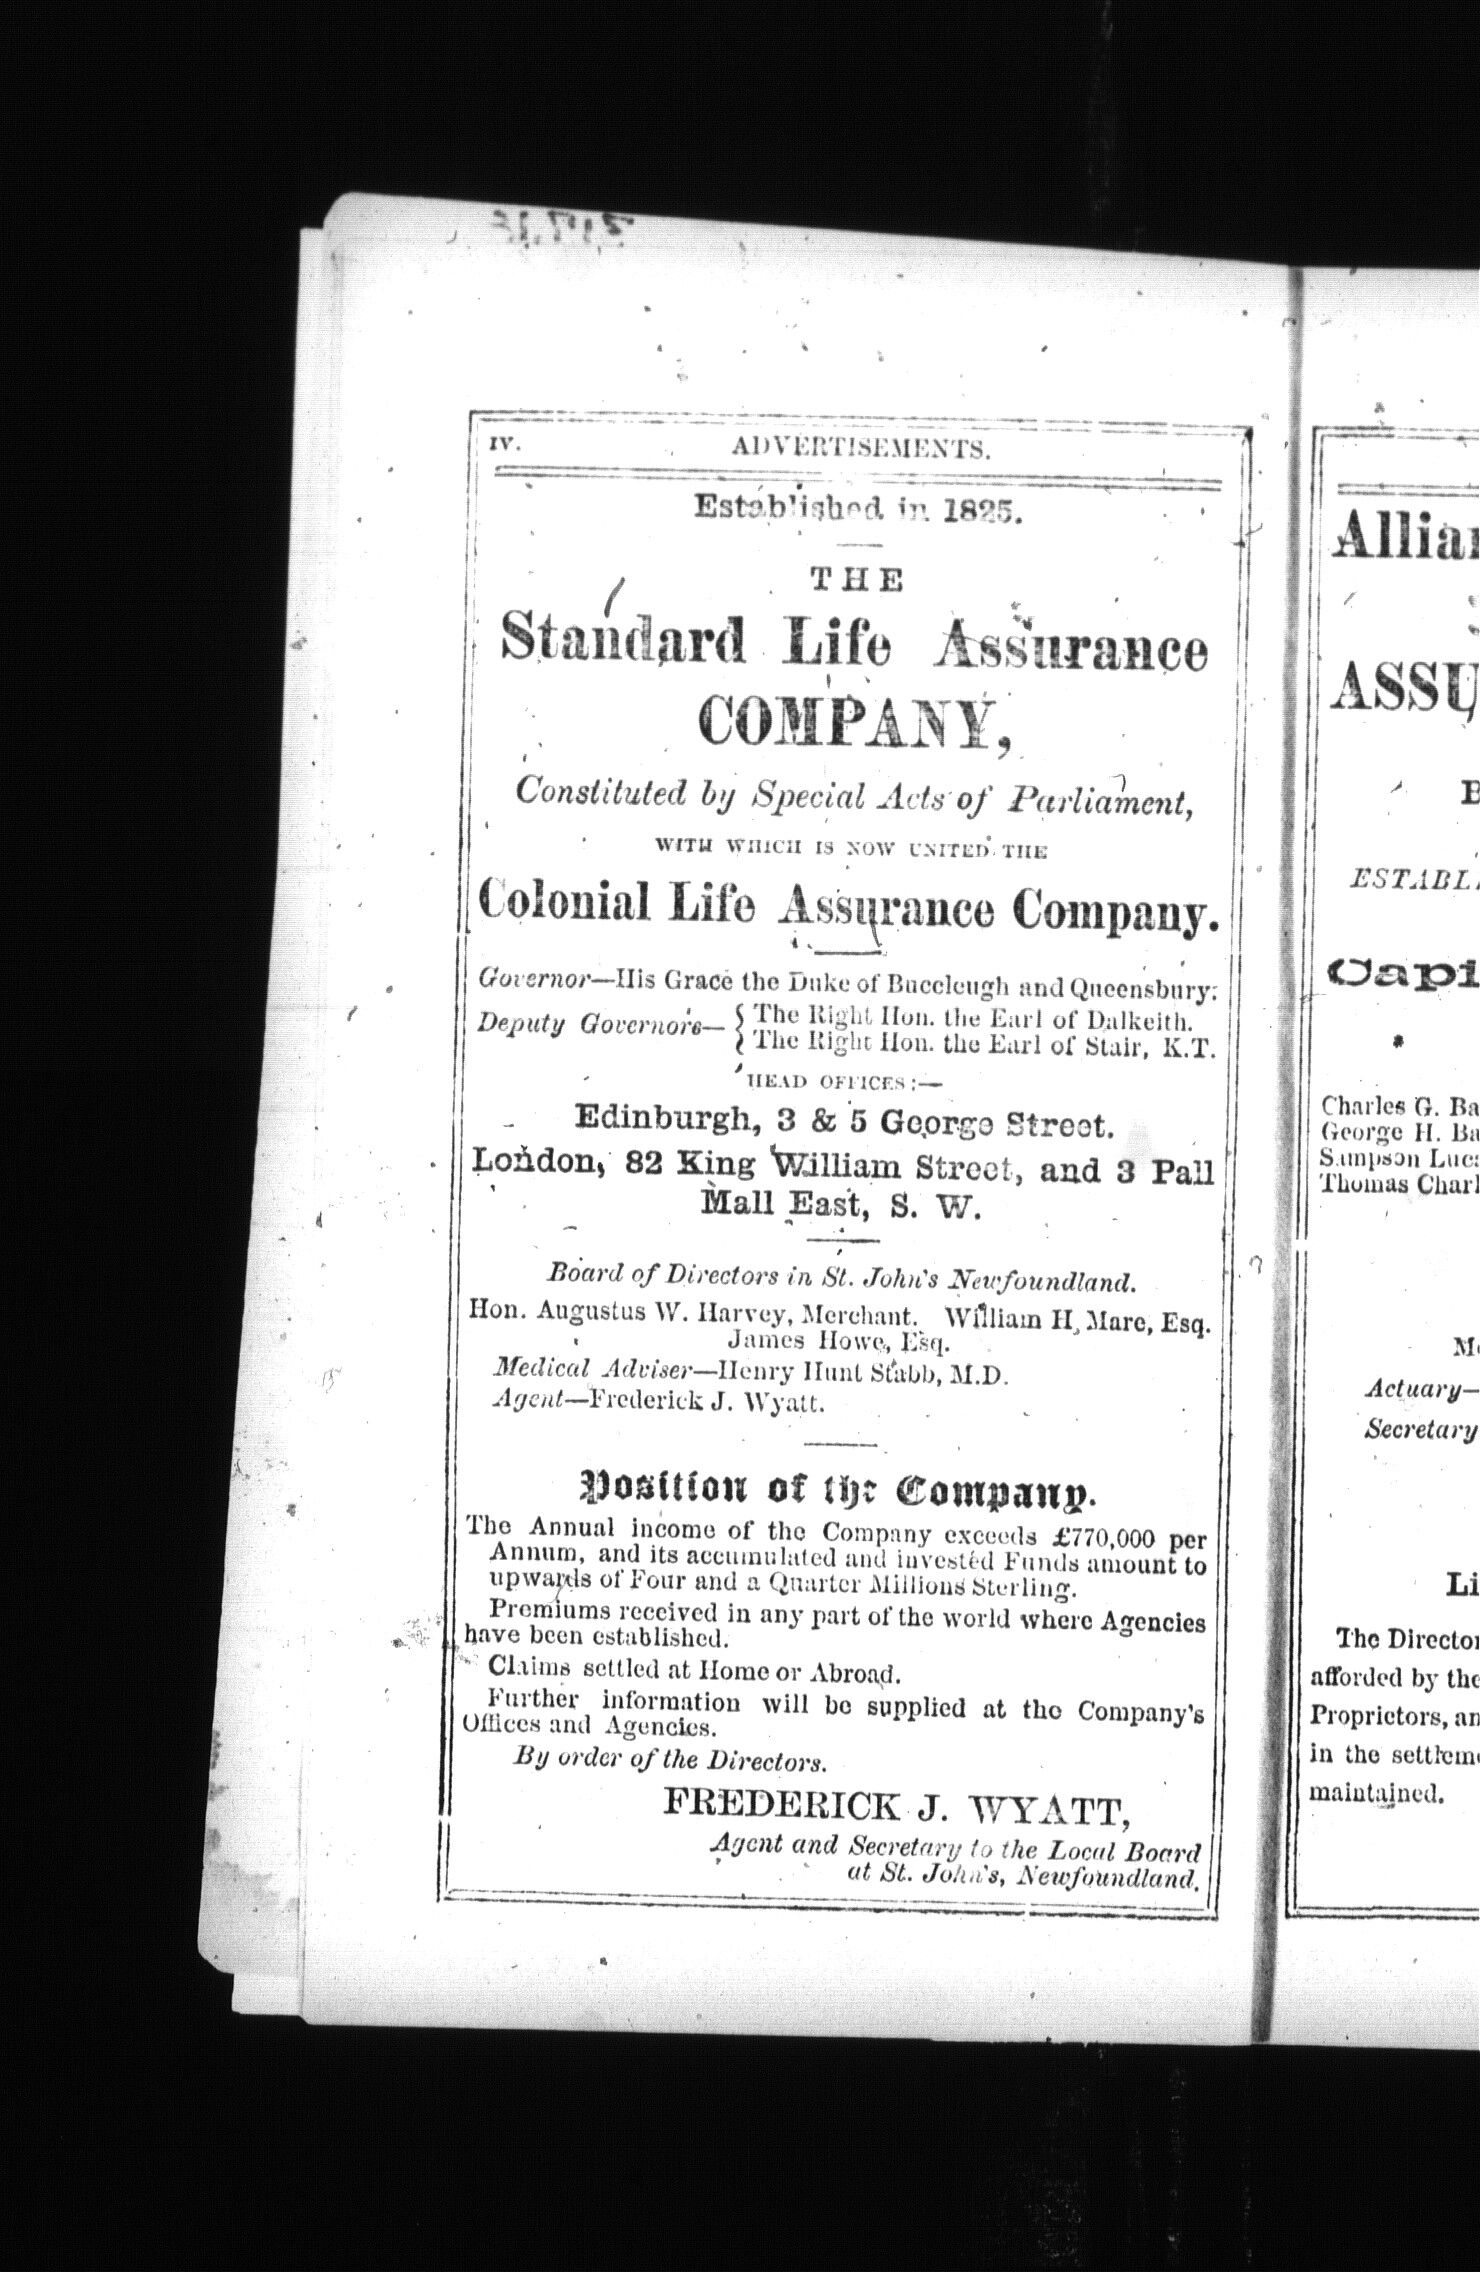 IV.
ADVERTISEMENTS.
Established in 1825.
THE
Standard Life Assurance
COMPANY,
Constituted by Special Acts of Parliament,
WITH WHICH IS NOW UNITED THE
Colonial Life Assurance Company.
Governor—His Grace the Duke of Buccleugh and Queensbury.
Deputy Governors— { The Right Hon. the Earl of Dalkeith.
The Right Hon. the Earl of Stair, K.T.
HEAD OFFICES:—
Edinburgh, 3 & 5 George Street.
London, 82 King William Street, and 3 Pall
Mall East, S. W.
Board of Directors in St. John's Newfoundland.
Hon. Augustus W. Harvey, Merchant. William H. Mare, Esq.
James Howe, Esq.
Medical Adviser—Henry Hunt Stabb, M.D.
Agent—Frederick J. Wyatt.
Position of the Company.
The Annual income of the Company exceeds £770,000 per
Annum, and its accumulated and invested Funds amount to
upwards of Four and a Quarter Millions Sterling.
Premiums received in any part of the world where Agencies
have been established.
Claims settled at Home or Abroad.
Further information will be supplied at the Company's
Offices and Agencies.
By order of the Directors.
FREDERICK J. WYATT,
Agent and Secretary to the Local Board
at St. John's, Newfoundland.
Allian
ASSU
B
ESTABL
Capi
Charles G. Ba
George H. Ba
Sampson Luc
Thomas Charl
M
Actuary—
Secretary
Li
The Director
afforded by the
Proprietors, an
in the settlem
maintained.